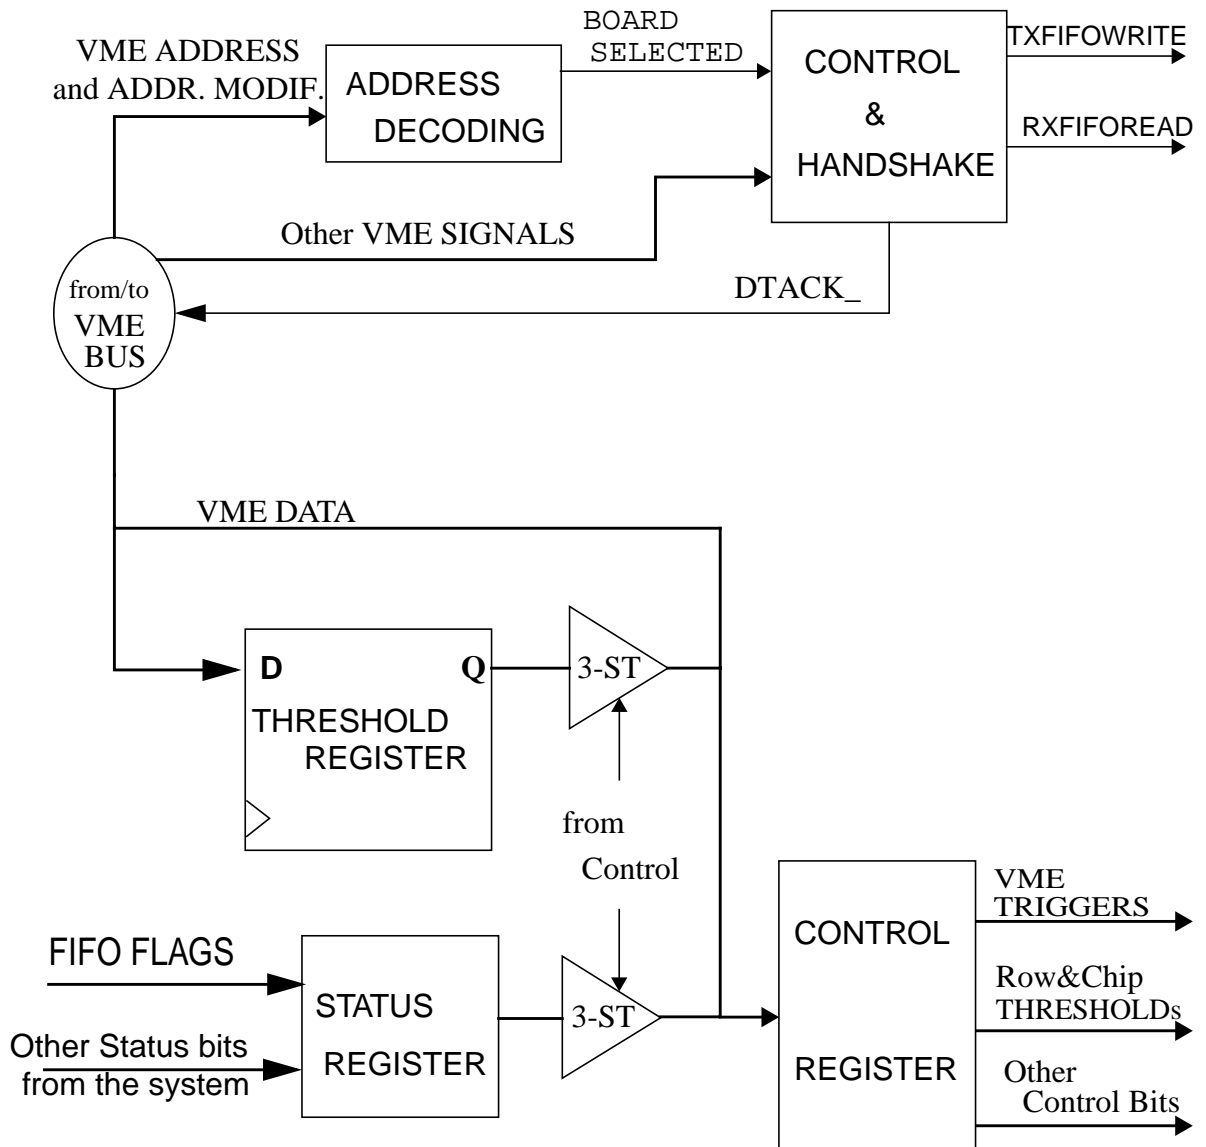 BOARD
SELECTED
VME ADDRESS
and ADDR. MODIF.
ADDRESS
DECODING
CONTROL
&
HANDSHAKE
TXFIFOWRITE
RXFIFOREAD
Other VME SIGNALS
DTACK_
from/to
VME
BUS
VME DATA
D
Q
THRESHOLD
REGISTER
3-ST
from
Control
FIFO FLAGS
Other Status bits
from the system
STATUS
REGISTER
3-ST
CONTROL
REGISTER
VME
TRIGGERS
Row&Chip
THRESHOLDs
Other
Control Bits